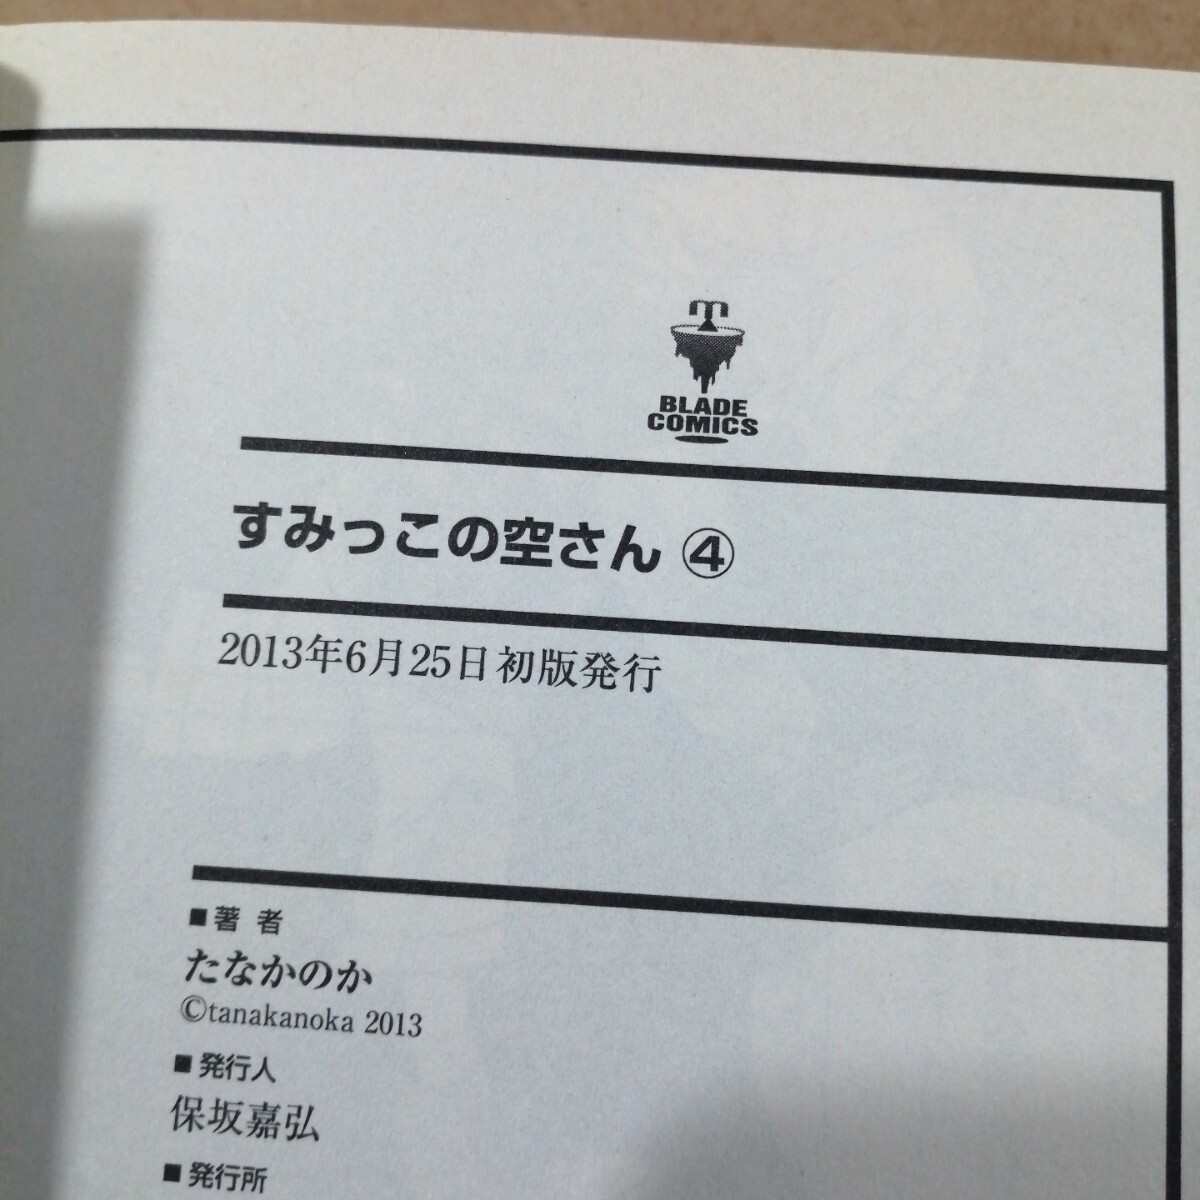 BLADE
COMICS
すみっこの空さん ④
2013年6月25日初版発行
■著 者
たなかのか
©tanakanoka 2013
■発行人
保坂嘉弘
■発行所